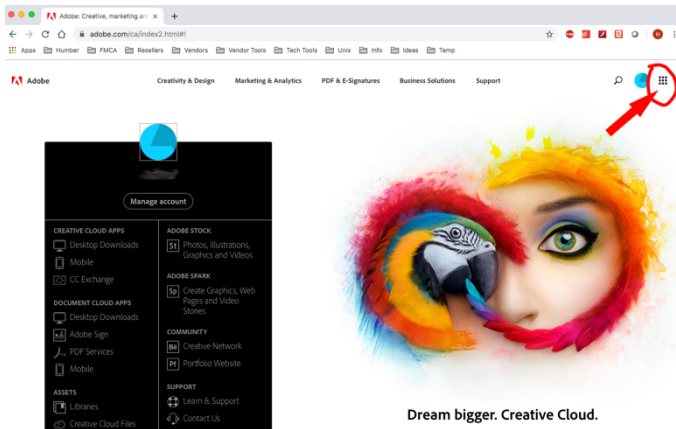 Adobe: Creative, marketing an
adobe.com/ca/index2.html#!
Apps Humber FMCA Resellers Vendors Vendor Tools Tech Tools Unix Info Ideas Temp
Adobe Creativity & Design Marketing & Analytics PDF & E-Signatures Business Solutions Support
Manage account
CREATIVE CLOUD APPS
Desktop Downloads
Mobile
CC Exchange
DOCUMENT CLOUD APPS
Desktop Downloads
Adobe Sign
PDF Services
Mobile
ASSETS
Libraries
Creative Cloud Files
ADOBE STOCK
St Photos, Illustrations,
Graphics and Videos
ADOBE SPARK
Sp Create Graphics, Web
Pages and Video
Stories
COMMUNITY
Bē Creative Network
Pf Portfolio Website
SUPPORT
Learn & Support
Contact Us
Dream bigger. Creative Cloud.